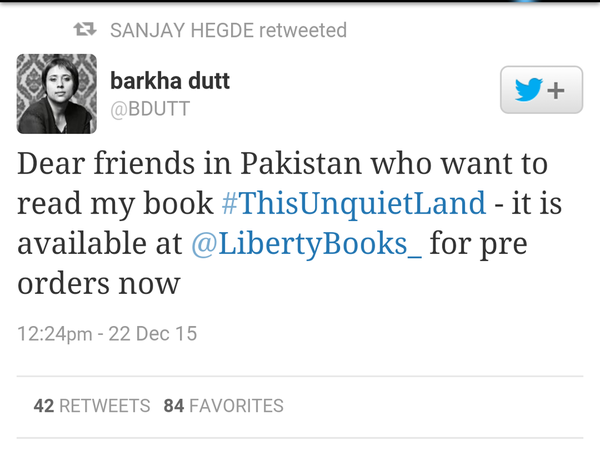 SANJAY HEGDE retweeted
barkha dutt
@BDUTT
+
Dear friends in Pakistan who want to
read my book #ThisUnquietLand - it is
available at @LibertyBooks_ for pre
orders now
12:24pm - 22 Dec 15
42 RETWEETS 84 FAVORITES